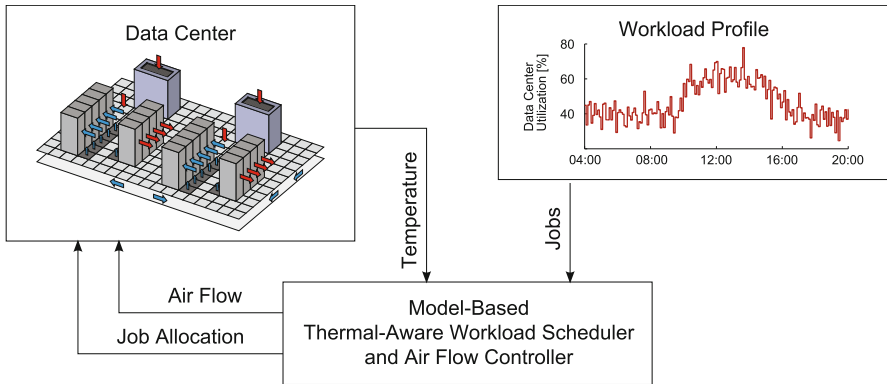 Data Center
Workload Profile
Data Center
Utilization [%]
80
60
40
04:00 08:00 12:00 16:00 20:00
Temperature
Jobs
Air Flow
Job Allocation
Model-Based
Thermal-Aware Workload Scheduler
and Air Flow Controller